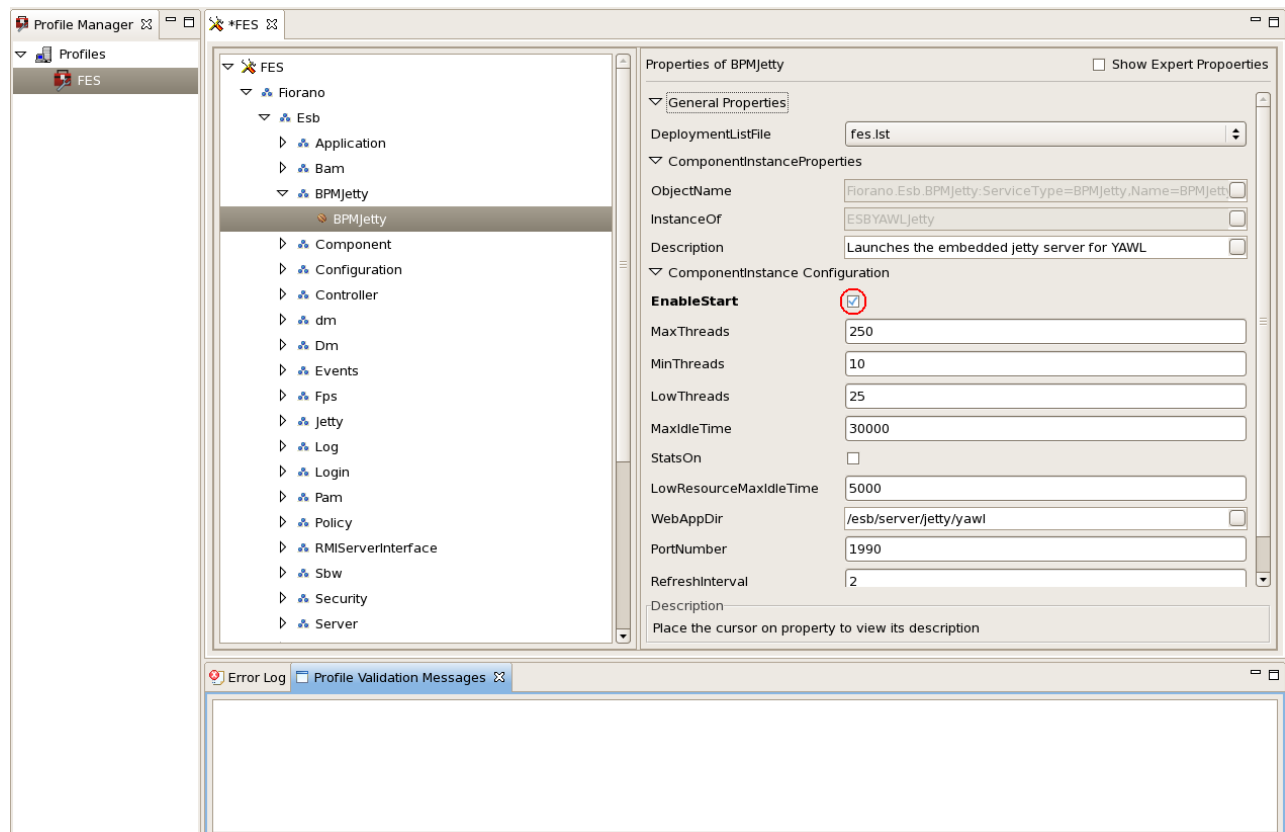 Profile Manager
Profiles
FES
*FES
FES
Fiorano
Esb
Application
Bam
BPMJetty
BPMJetty
Component
Configuration
Controller
dm
Dm
Events
Fps
Jetty
Log
Login
Pam
Policy
RMIServerInterface
Sbw
Security
Server
Properties of BPMJetty
Show Expert Propoerties
General Properties
DeploymentListFile fes.lst
ComponentInstanceProperties
ObjectName Fiorano.Esb.BPMJetty:ServiceType=BPMJetty,Name=BPMJett
InstanceOf ESBYAWLJetty
Description Launches the embedded jetty server for YAWL
ComponentInstance Configuration
EnableStart
MaxThreads 250
MinThreads 10
LowThreads 25
MaxIdleTime 30000
StatsOn
LowResourceMaxIdleTime 5000
WebAppDir /esb/server/jetty/yawl
PortNumber 1990
RefreshInterval 2
Description
Place the cursor on property to view its description
Error Log Profile Validation Messages